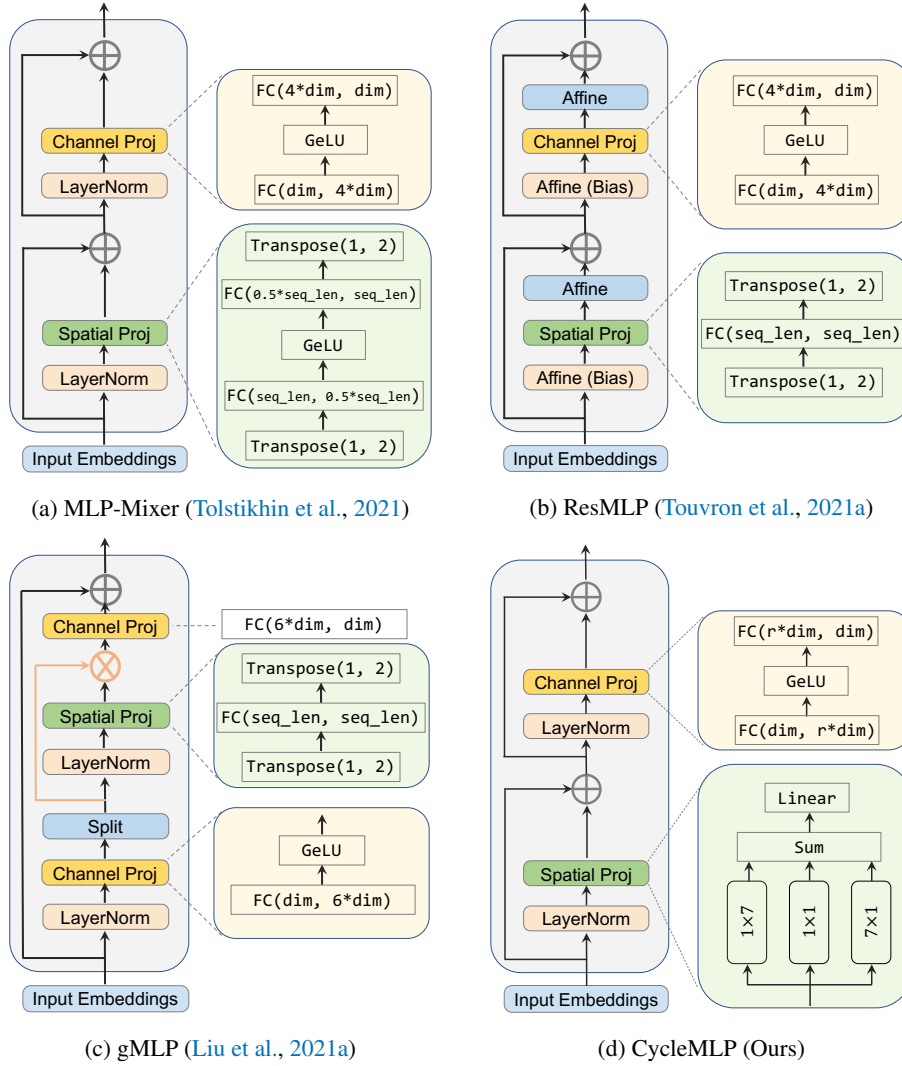 Channel Proj
LayerNorm
Spatial Proj
LayerNorm
Input Embeddings
FC(4*dim, dim)
GeLU
FC(dim, 4*dim)
Transpose(1, 2)
FC(0.5*seq_len, seq_len)
GeLU
FC(seq_len, 0.5*seq_len)
Transpose(1, 2)
(a) MLP-Mixer (Tolstikhin et al., 2021)
Affine
Channel Proj
Affine (Bias)
Affine
Spatial Proj
Affine (Bias)
Input Embeddings
FC(4*dim, dim)
GeLU
FC(dim, 4*dim)
Transpose(1, 2)
FC(seq_len, seq_len)
Transpose(1, 2)
(b) ResMLP (Touvron et al., 2021a)
Channel Proj
Spatial Proj
LayerNorm
Split
Channel Proj
LayerNorm
Input Embeddings
FC(6*dim, dim)
Transpose(1, 2)
FC(seq_len, seq_len)
Transpose(1, 2)
GeLU
FC(dim, 6*dim)
(c) gMLP (Liu et al., 2021a)
Channel Proj
LayerNorm
Spatial Proj
LayerNorm
Input Embeddings
FC(r*dim, dim)
GeLU
FC(dim, r*dim)
Linear
Sum
1×7
1×1
7×1
(d) CycleMLP (Ours)